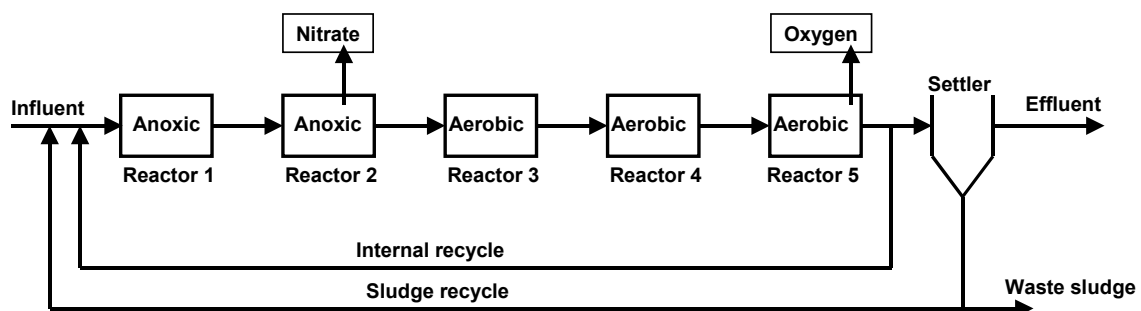 Nitrate
Oxygen
Settler
Influent
Effluent
Anoxic
Anoxic
Aerobic
Aerobic
Aerobic
Reactor 1
Reactor 2
Reactor 3
Reactor 4
Reactor 5
Internal recycle
Sludge recycle
Waste sludge